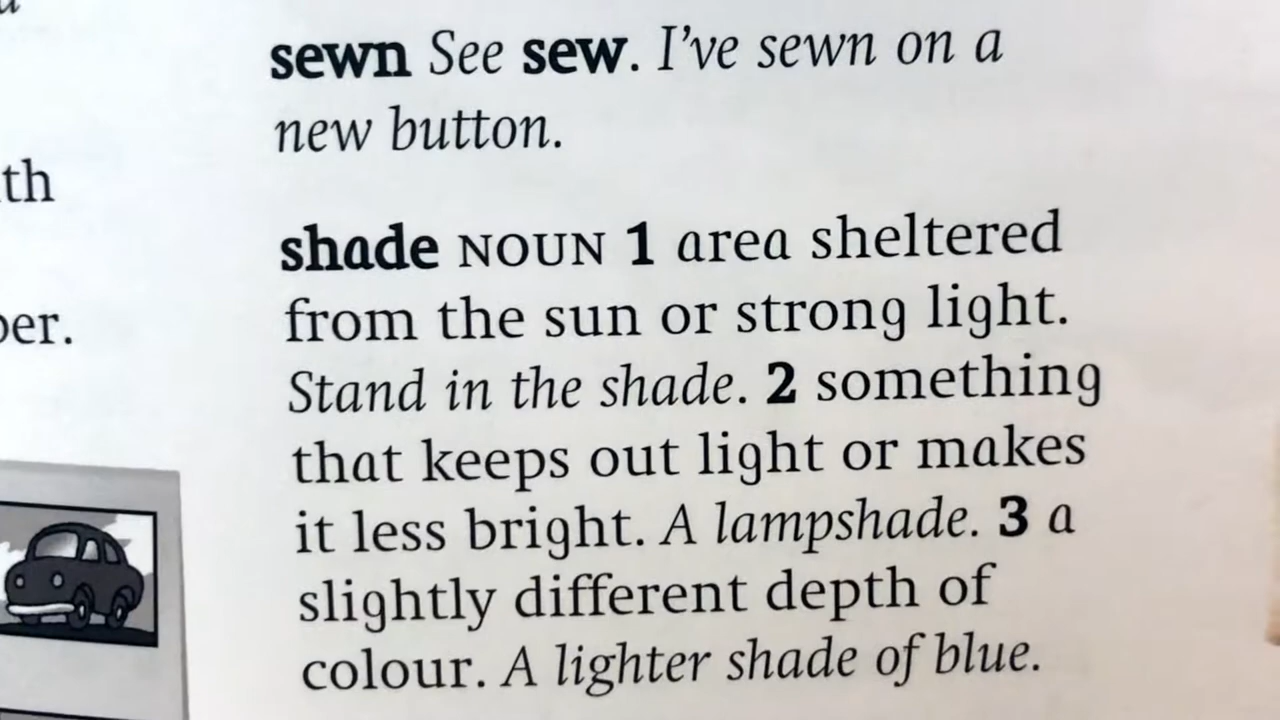 sewn See sew. I've sewn on a
new button.
th
per.
shade NOUN 1 area sheltered
from the sun or strong light.
Stand in the shade. 2 something
that keeps out light or makes
it less bright. A lampshade. 3 a
slightly different depth of
colour. A lighter shade of blue.